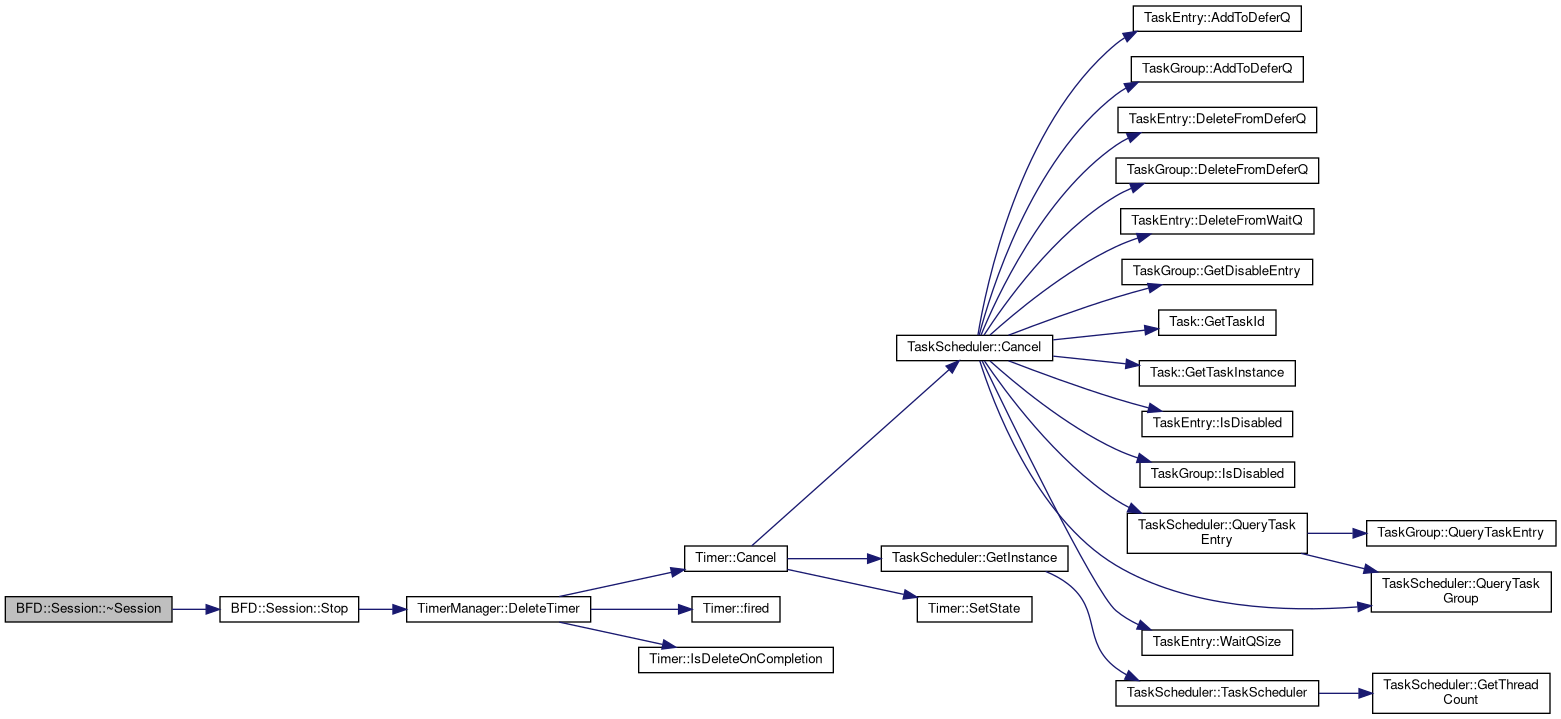 TaskEntry::AddToDeferQ
TaskGroup::AddToDeferQ
TaskEntry::DeleteFromDeferQ
TaskGroup::DeleteFromDeferQ
TaskEntry::DeleteFromWaitQ
TaskGroup::GetDisableEntry
Task::GetTaskId
TaskScheduler::Cancel
Task::GetTaskInstance
TaskEntry::IsDisabled
TaskGroup::IsDisabled
TaskScheduler::QueryTask
Entry
TaskGroup::QueryTaskEntry
Timer::Cancel
TaskScheduler::GetInstance
TaskScheduler::QueryTask
Group
BFD::Session::~Session
BFD::Session::Stop
TimerManager::DeleteTimer
Timer::fired
Timer::SetState
TaskEntry::WaitQSize
Timer::IsDeleteOnCompletion
TaskScheduler::TaskScheduler
TaskScheduler::GetThread
Count